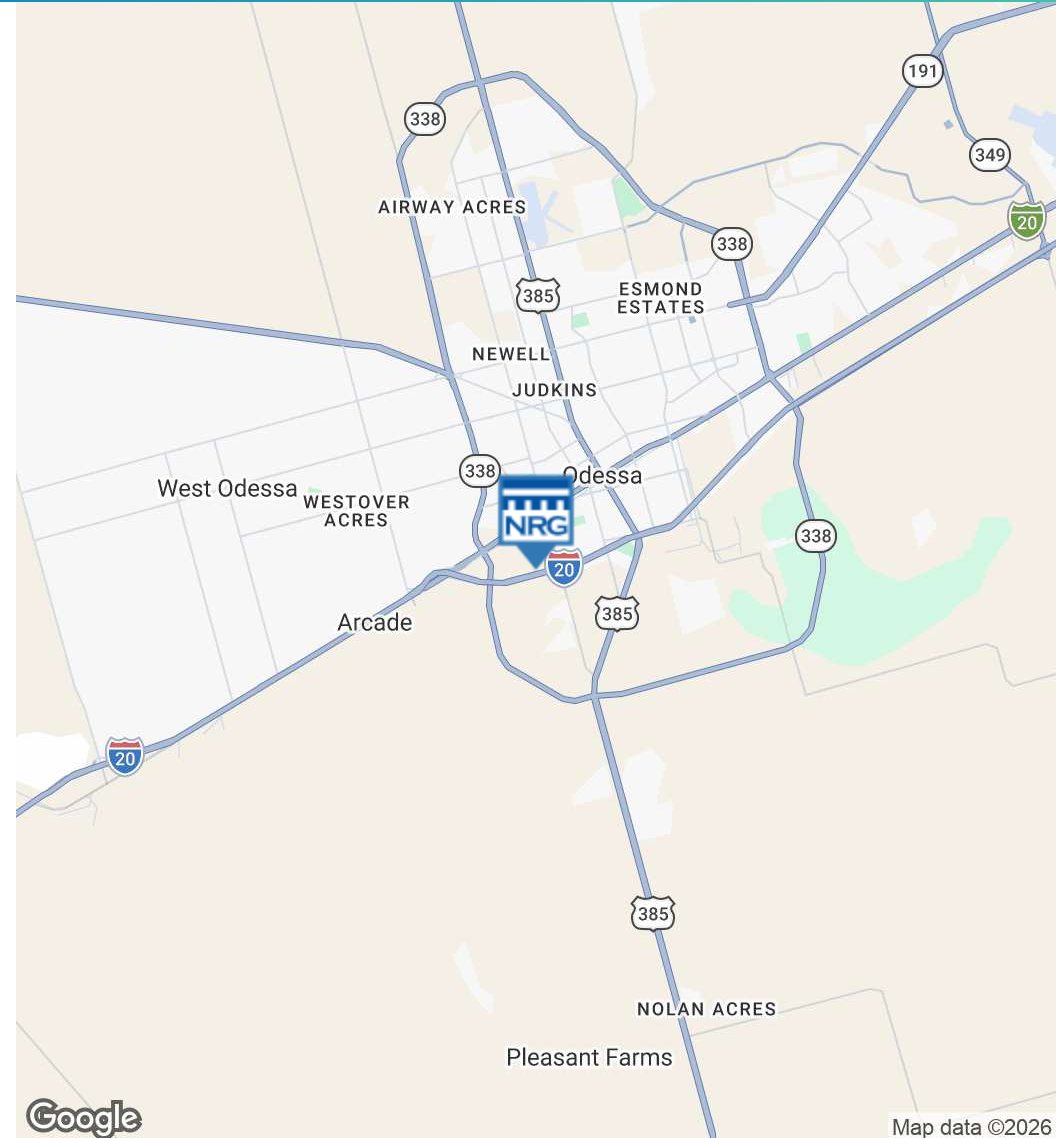 191
338
349
AIRWAY ACRES
20
338
ESMOND
ESTATES
385
NEWELL
JUDKINS
338
Odessa
West Odessa
WESTOVER
ACRES
NRG
338
20
385
Arcade
20
385
NOLAN ACRES
Pleasant Farms
Google
Map data ©2026